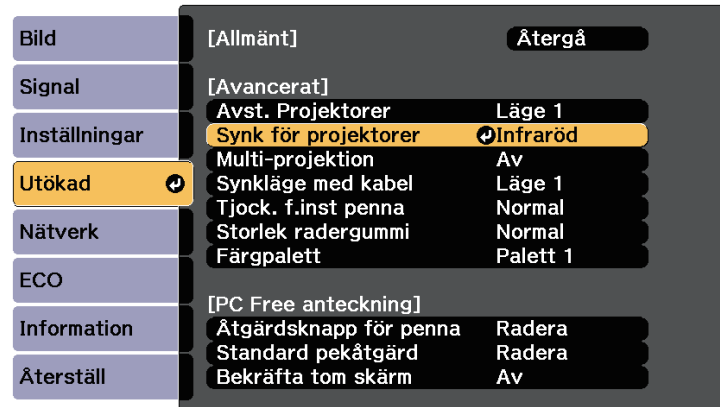 Bild
Signal
Inställningar
Utökad
Nätverk
ECO
Information
Återställ
[Allmänt] Återgå
[Avancerat]
Avst. Projektorer Läge 1
Synk för projektorer Infraröd
Multi-projektion Av
Synkläge med kabel Läge 1
Tjock. f.inst penna Normal
Storlek radergummi Normal
Färgpalett Palett 1
[PC Free anteckning]
Åtgärdsknapp för penna Radera
Standard pekåtgärd Radera
Bekräfta tom skärm Av